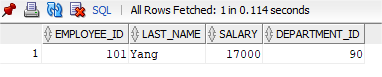 SQL | All Rows Fetched: 1 in 0.114 seconds
EMPLOYEE_ID LAST_NAME SALARY DEPARTMENT_ID
1 101 Yang 17000 90